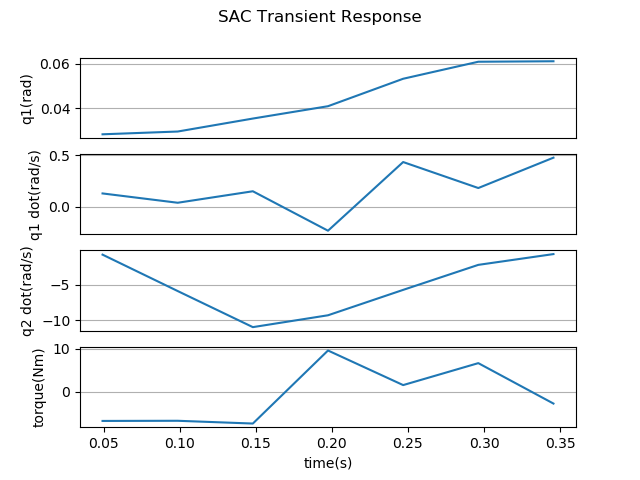 SAC Transient Response
0.06
0.04
q1(rad)
0.5
0.0
q1 dot(rad/s)
−5
−10
q2 dot(rad/s)
10
0
torque(Nm)
0.05 0.10 0.15 0.20 0.25 0.30 0.35
time(s)